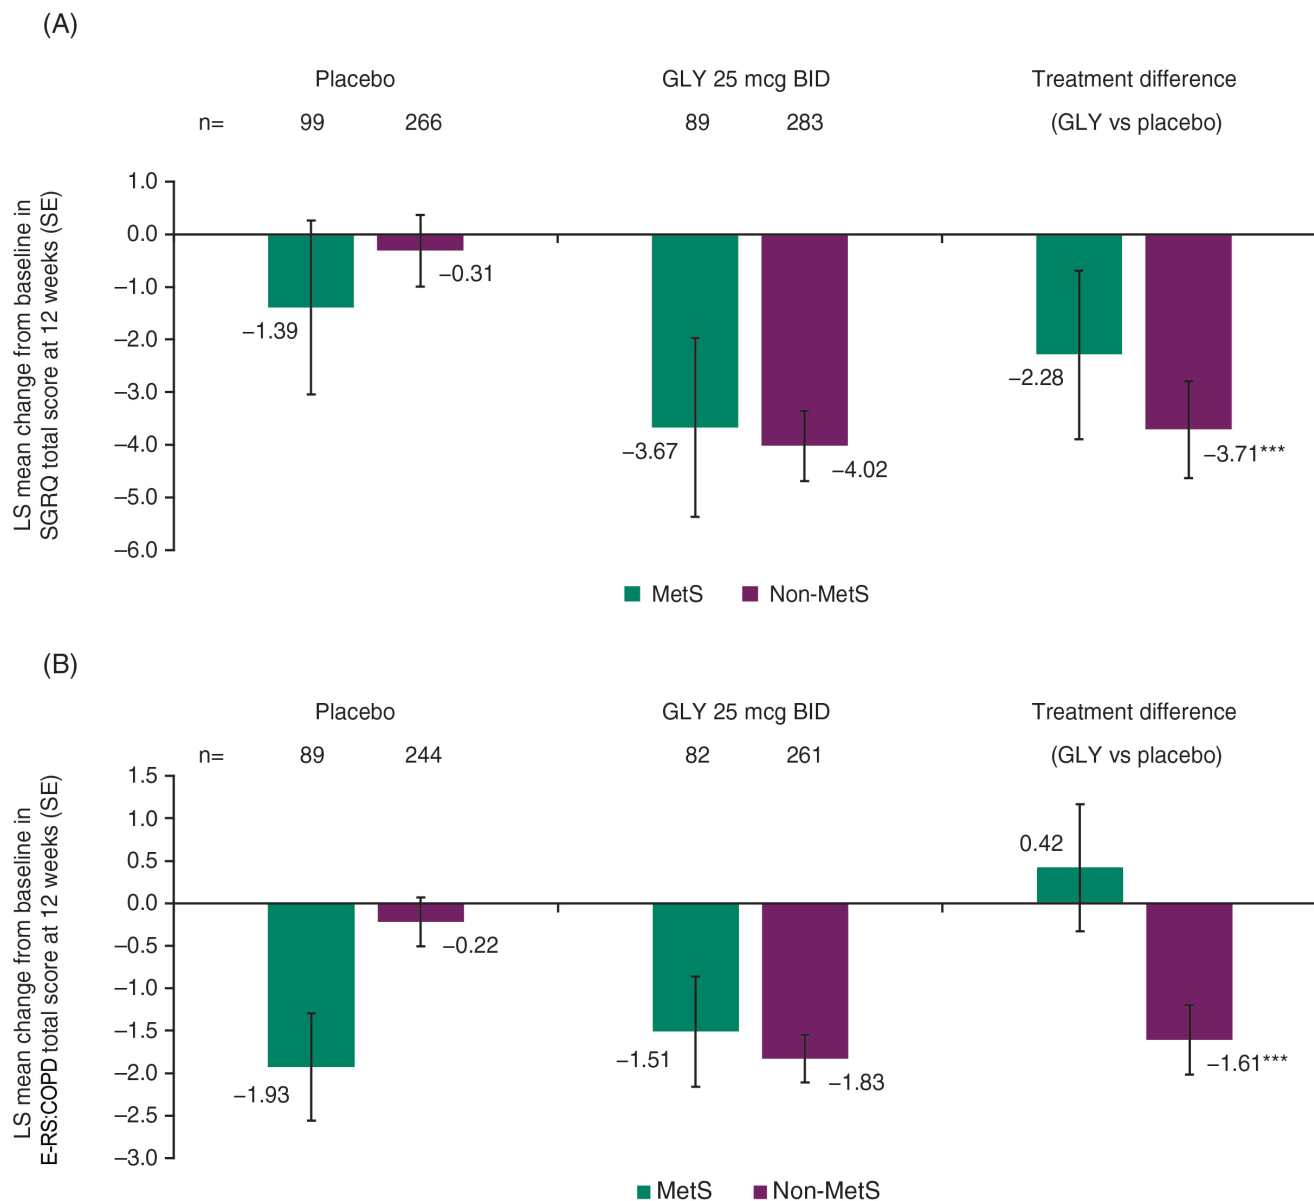 (A)
Placebo GLY 25 mcg BID Treatment difference
n= 99 266 89 283 (GLY vs placebo)
LS mean change from baseline in
SGRQ total score at 12 weeks (SE)
1.0
0.0
–1.0
–2.0
–3.0
–4.0
–5.0
–6.0
–1.39
–0.31
–3.67
–4.02
–2.28
–3.71***
MetS Non-MetS
(B)
Placebo GLY 25 mcg BID Treatment difference
n= 89 244 82 261 (GLY vs placebo)
LS mean change from baseline in
E-RS:COPD total score at 12 weeks (SE)
1.5
1.0
0.5
0.0
–0.5
–1.0
–1.5
–2.0
–2.5
–3.0
–1.93
–0.22
–1.51
–1.83
0.42
–1.61***
MetS Non-MetS